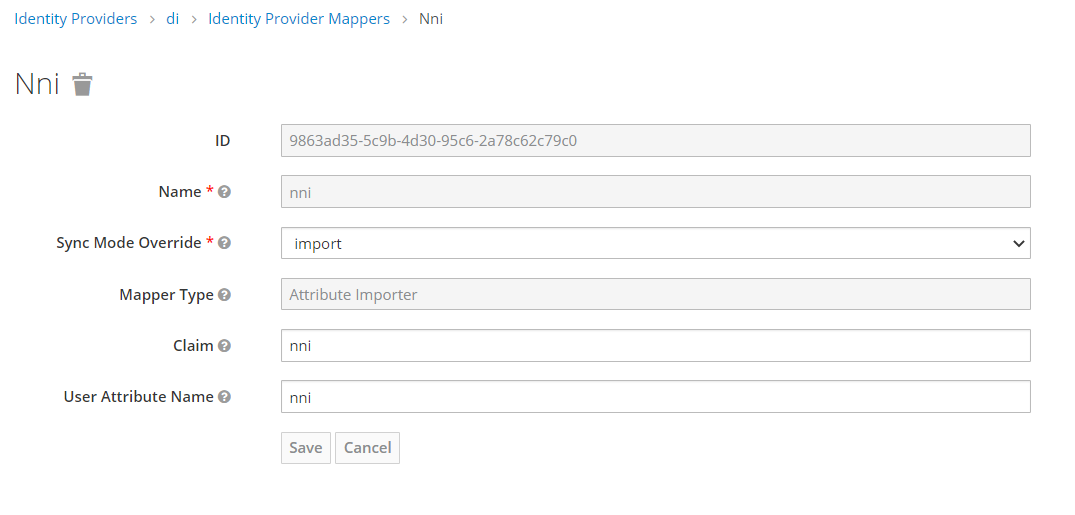 Identity Providers > di > Identity Provider Mappers > Nni
Nni
ID 9863ad35-5c9b-4d30-95c6-2a78c62c79c0
Name * nni
Sync Mode Override * import
Mapper Type Attribute Importer
Claim nni
User Attribute Name nni
Save Cancel